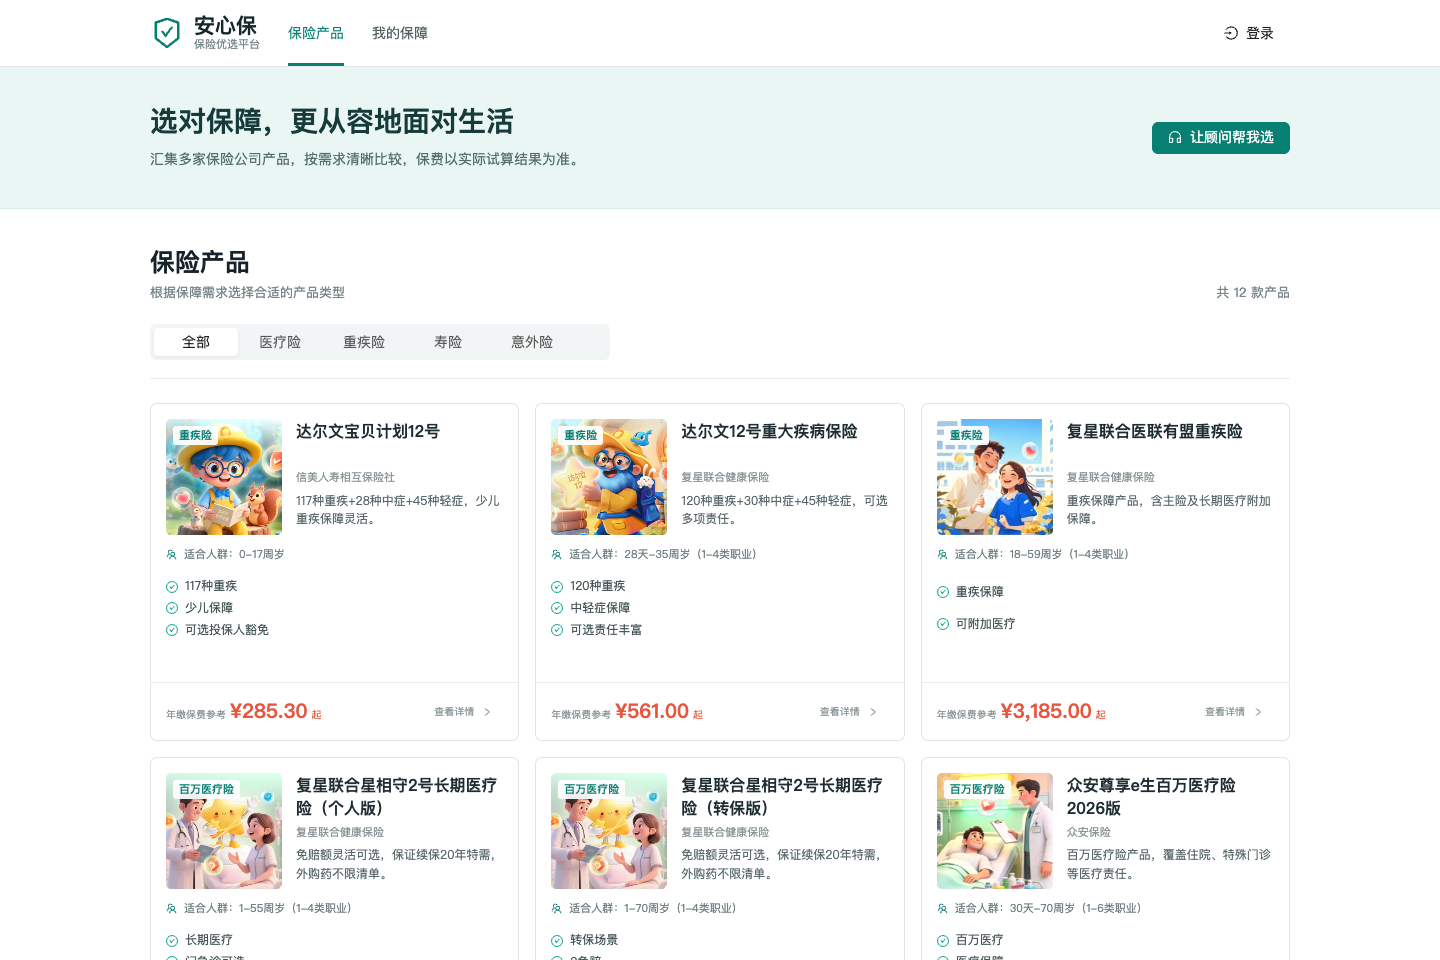 安心保
保险优选平台
保险产品
我的保障
登录
选对保障，更从容地面对生活
汇集多家保险公司产品，按需求清晰比较，保费以实际试算结果为准。
让顾问帮我选
保险产品
根据保障需求选择合适的产品类型
共 12 款产品
全部
医疗险
重疾险
寿险
意外险
重疾险
达尔文宝贝计划12号
信美人寿相互保险社
117种重疾+28种中症+45种轻症，少儿
重疾保障灵活。
适合人群：0-17周岁
117种重疾
少儿保障
可选投保人豁免
年缴保费参考 ¥285.30 起
查看详情
重疾险
达尔文
12
达尔文12号重大疾病保险
复星联合健康保险
120种重疾+30种中症+45种轻症，可选
多项责任。
适合人群：28天-35周岁（1-4类职业）
120种重疾
中轻症保障
可选责任丰富
年缴保费参考 ¥561.00 起
查看详情
重疾险
复星联合医联有盟重疾险
复星联合健康保险
重疾保障产品，含主险及长期医疗附加
保障。
适合人群：18-59周岁（1-4类职业）
重疾保障
可附加医疗
年缴保费参考 ¥3,185.00 起
查看详情
百万医疗险
复星联合星相守2号长期医疗
险（个人版）
复星联合健康保险
免赔额灵活可选，保证续保20年特需，
外购药不限清单。
适合人群：1-55周岁（1-4类职业）
长期医疗
百万医疗险
复星联合星相守2号长期医疗
险（转保版）
复星联合健康保险
免赔额灵活可选，保证续保20年特需，
外购药不限清单。
适合人群：1-70周岁（1-4类职业）
转保场景
百万医疗险
众安尊享e生百万医疗险
2026版
众安保险
百万医疗险产品，覆盖住院、特殊门诊
等医疗责任。
适合人群：30天-70周岁（1-6类职业）
百万医疗